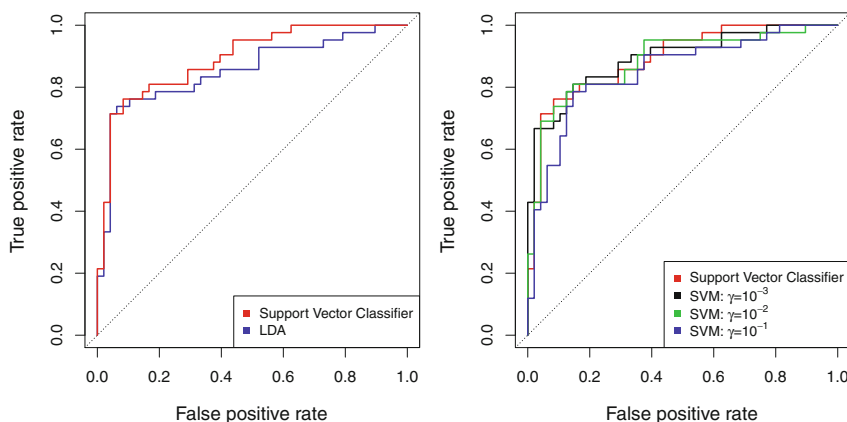 True positive rate
1.0
0.8
0.6
0.4
0.2
0.0
Support Vector Classifier
LDA
0.0 0.2 0.4 0.6 0.8 1.0
False positive rate
True positive rate
1.0
0.8
0.6
0.4
0.2
0.0
Support Vector Classifier
SVM: γ=10⁻³
SVM: γ=10⁻²
SVM: γ=10⁻¹
0.0 0.2 0.4 0.6 0.8 1.0
False positive rate